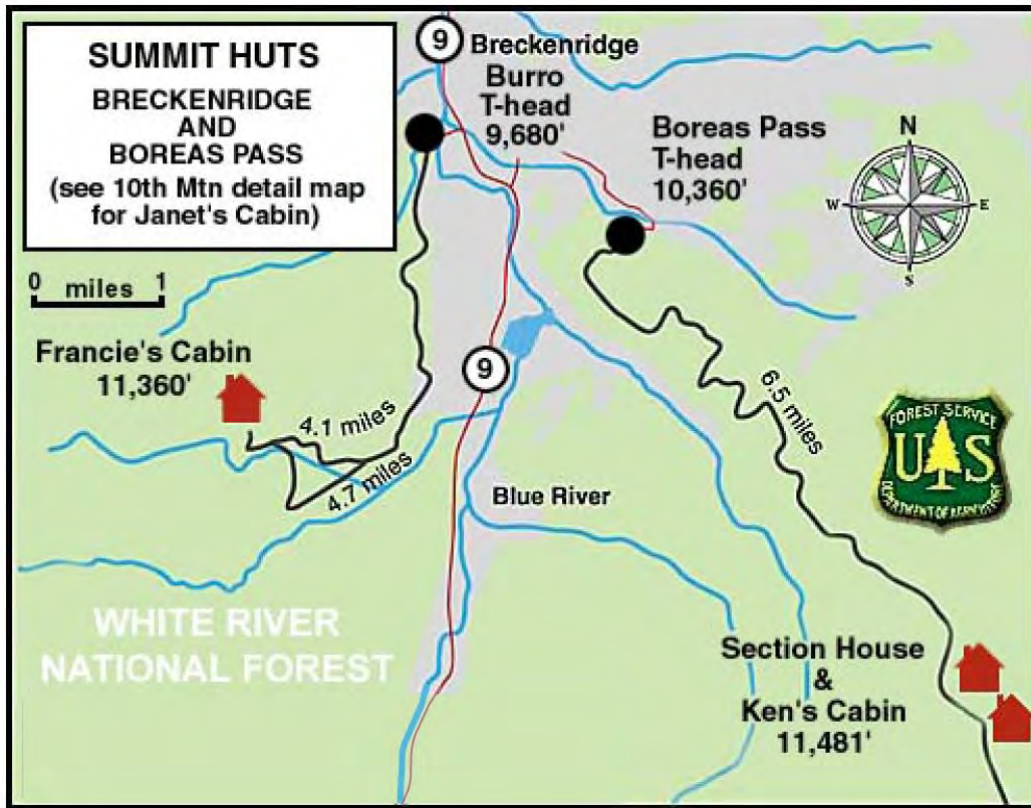 SUMMIT HUTS
BRECKENRIDGE
AND
BOREAS PASS
(see 10th Mtn detail map
for Janet's Cabin)
0 miles 1
9
Breckenridge
Burro
T-head
9,680'
Boreas Pass
T-head
10,360'
N
W
E
S
Francie's Cabin
11,360'
9
4.1 miles
4.7 miles
6.5 miles
FOREST SERVICE
U S
DEPARTMENT OF AGRICULTURE
Blue River
WHITE RIVER
NATIONAL FOREST
Section House
&
Ken's Cabin
11,481'